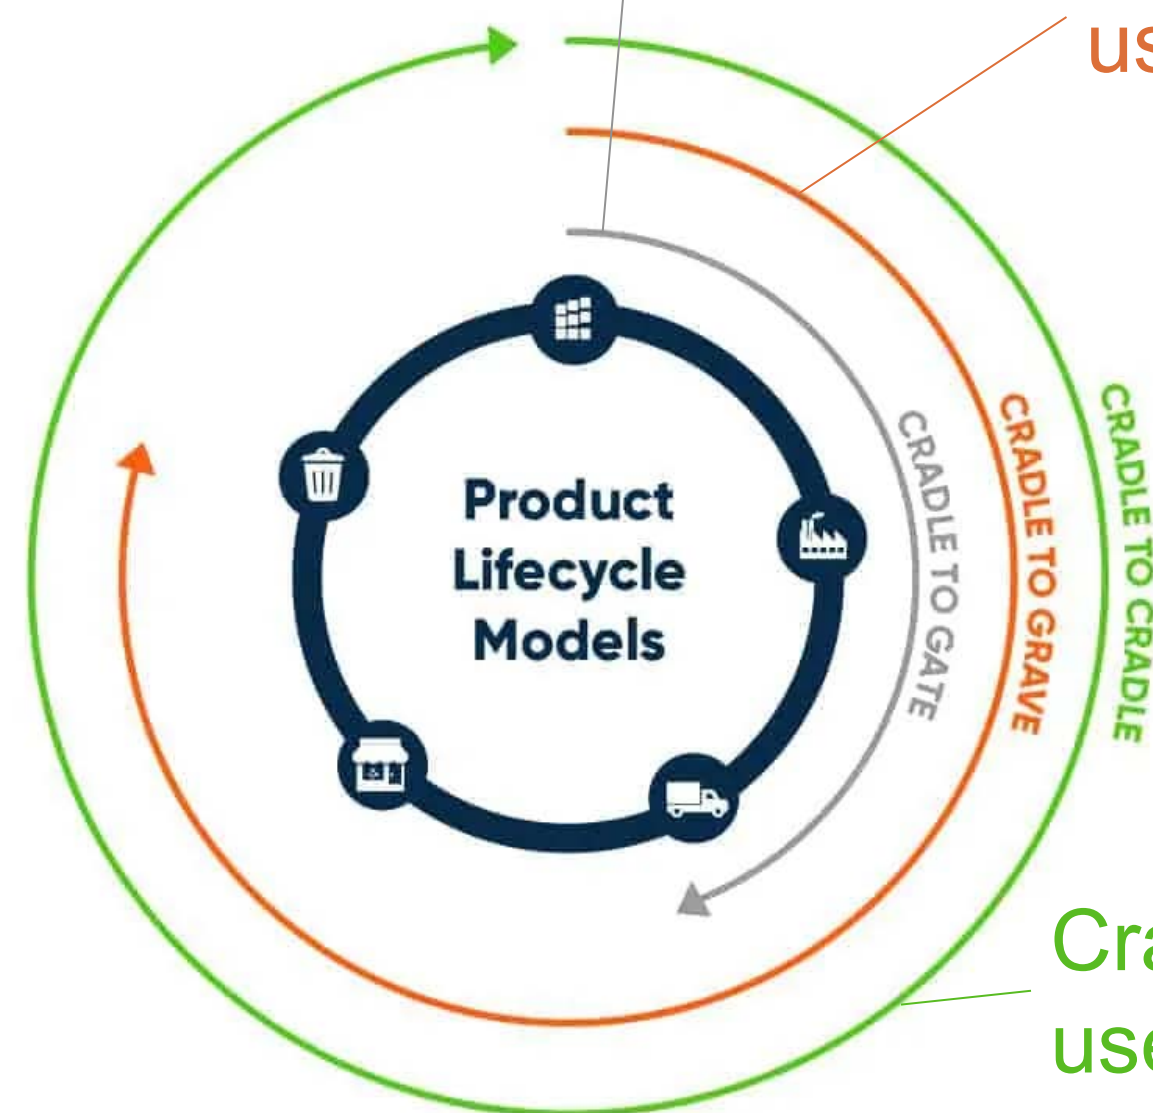 Product
Lifecycle
Models
CRADLE TO GATE
CRADLE TO GRAVE
CRADLE TO CRADLE